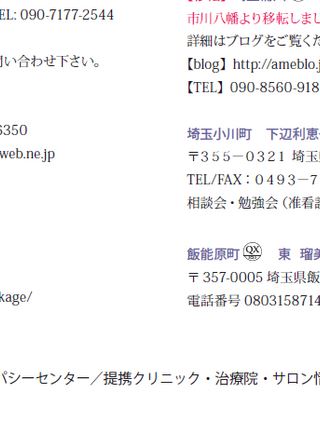 EL: 090-7177-2544
い合わせ下さい。
6350
web.ne.jp
kage/
市川八幡より移転しまし
詳細はブログをご覧くだ
【blog】http://ameblo.j
【TEL】090-8560-918
埼玉小川町　下辺利恵
〒３５５－０３２１ 埼玉
TEL/FAX：０４９３－７
相談会・勉強会（准看
飯能原町 QX 東　瑠美
〒357-0005 埼玉県飯
電話番号 0803158714
パシーセンター／提携クリニック・治療院・サロン情